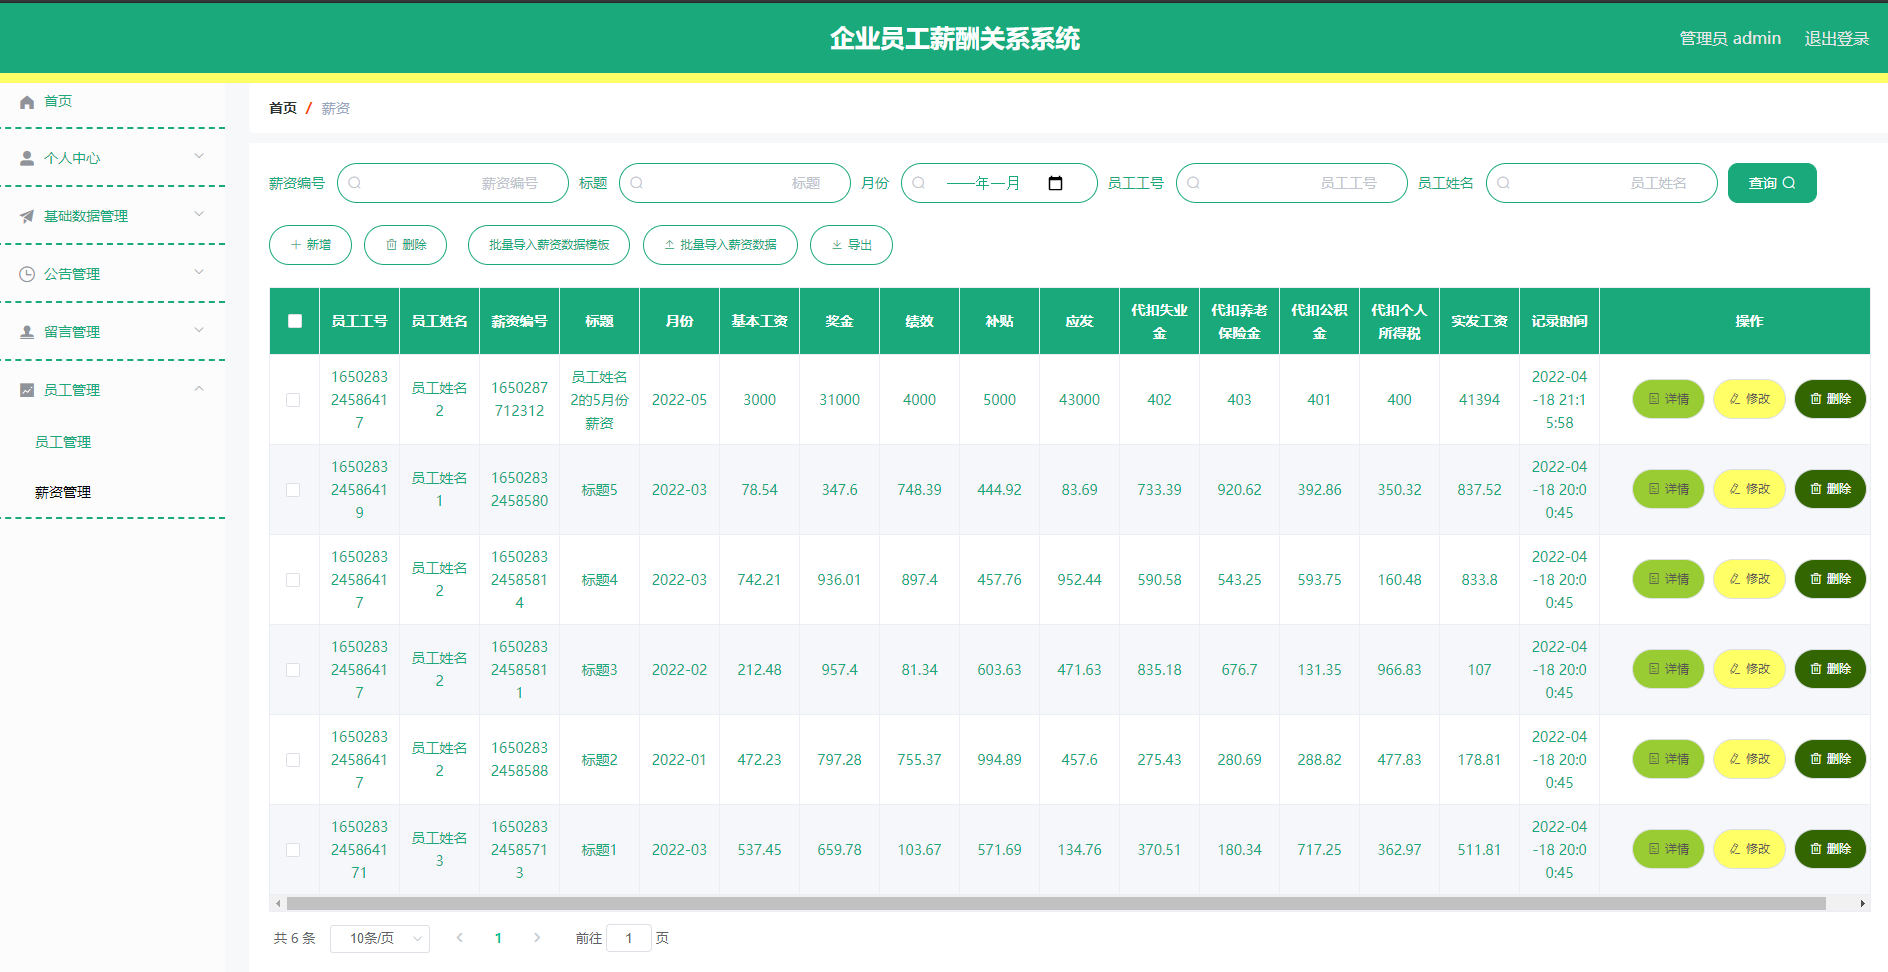 企业员工薪酬关系系统
管理员 admin 退出登录
首页
个人中心
基础数据管理
公告管理
留言管理
员工管理
员工管理
薪资管理
首页 / 薪资
薪资编号 薪资编号 标题 标题 月份 ——年—月 员工工号 员工工号 员工姓名 员工姓名 查询
新增 删除 批量导入薪资数据模板 批量导入薪资数据 导出
员工工号 员工姓名 薪资编号 标题 月份 基本工资 奖金 绩效 补贴 应发 代扣失业金 代扣养老保险金 代扣公积金 代扣个人所得税 实发工资 记录时间 操作
165028324586417 员工姓名2 1650287712312 员工姓名2的5月份薪资 2022-05 3000 31000 4000 5000 43000 402 403 401 400 41394 2022-04-18 21:15:58 详情 修改 删除
165028324586419 员工姓名1 16502832458580 标题5 2022-03 78.54 347.6 748.39 444.92 83.69 733.39 920.62 392.86 350.32 837.52 2022-04-18 20:00:45 详情 修改 删除
165028324586417 员工姓名2 165028324585814 标题4 2022-03 742.21 936.01 897.4 457.76 952.44 590.58 543.25 593.75 160.48 833.8 2022-04-18 20:00:45 详情 修改 删除
165028324586417 员工姓名2 165028324585811 标题3 2022-02 212.48 957.4 81.34 603.63 471.63 835.18 676.7 131.35 966.83 107 2022-04-18 20:00:45 详情 修改 删除
165028324586417 员工姓名2 16502832458588 标题2 2022-01 472.23 797.28 755.37 994.89 457.6 275.43 280.69 288.82 477.83 178.81 2022-04-18 20:00:45 详情 修改 删除
1650283245864171 员工姓名3 165028324585713 标题1 2022-03 537.45 659.78 103.67 571.69 134.76 370.51 180.34 717.25 362.97 511.81 2022-04-18 20:00:45 详情 修改 删除
共 6 条 10条/页 1 前往 1 页